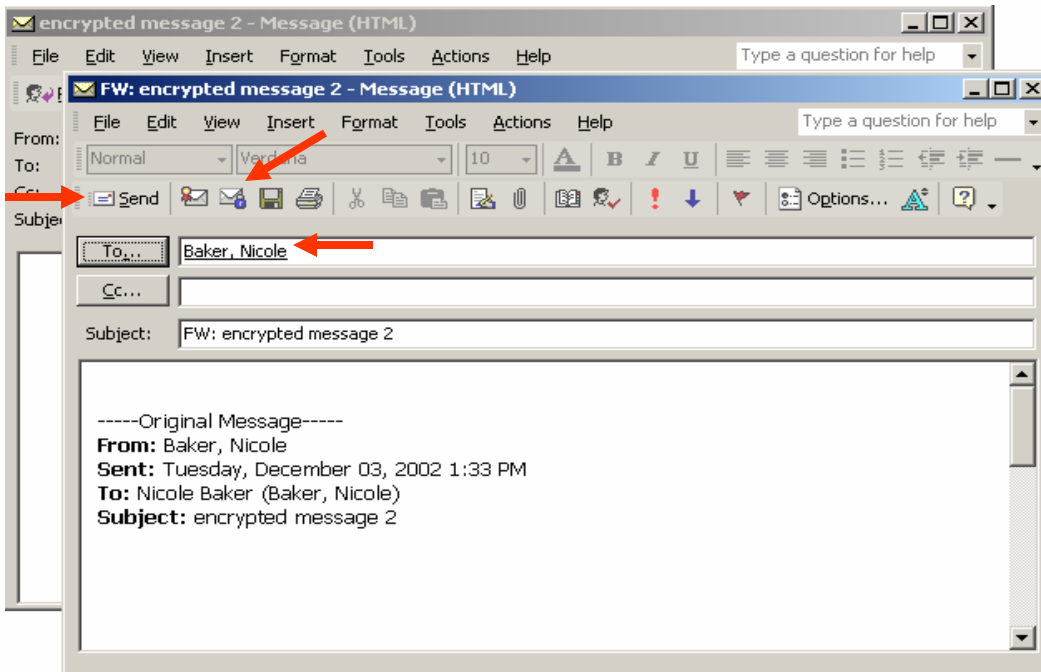 encrypted message 2 - Message (HTML)
File Edit View Insert Format Tools Actions Help Type a question for help
FW: encrypted message 2 - Message (HTML)
File Edit View Insert Format Tools Actions Help Type a question for help
From:
To:
Normal Verdana 10 A B I U
Send Options...
To... Baker, Nicole
Cc...
Subject: FW: encrypted message 2
-----Original Message-----
From: Baker, Nicole
Sent: Tuesday, December 03, 2002 1:33 PM
To: Nicole Baker (Baker, Nicole)
Subject: encrypted message 2